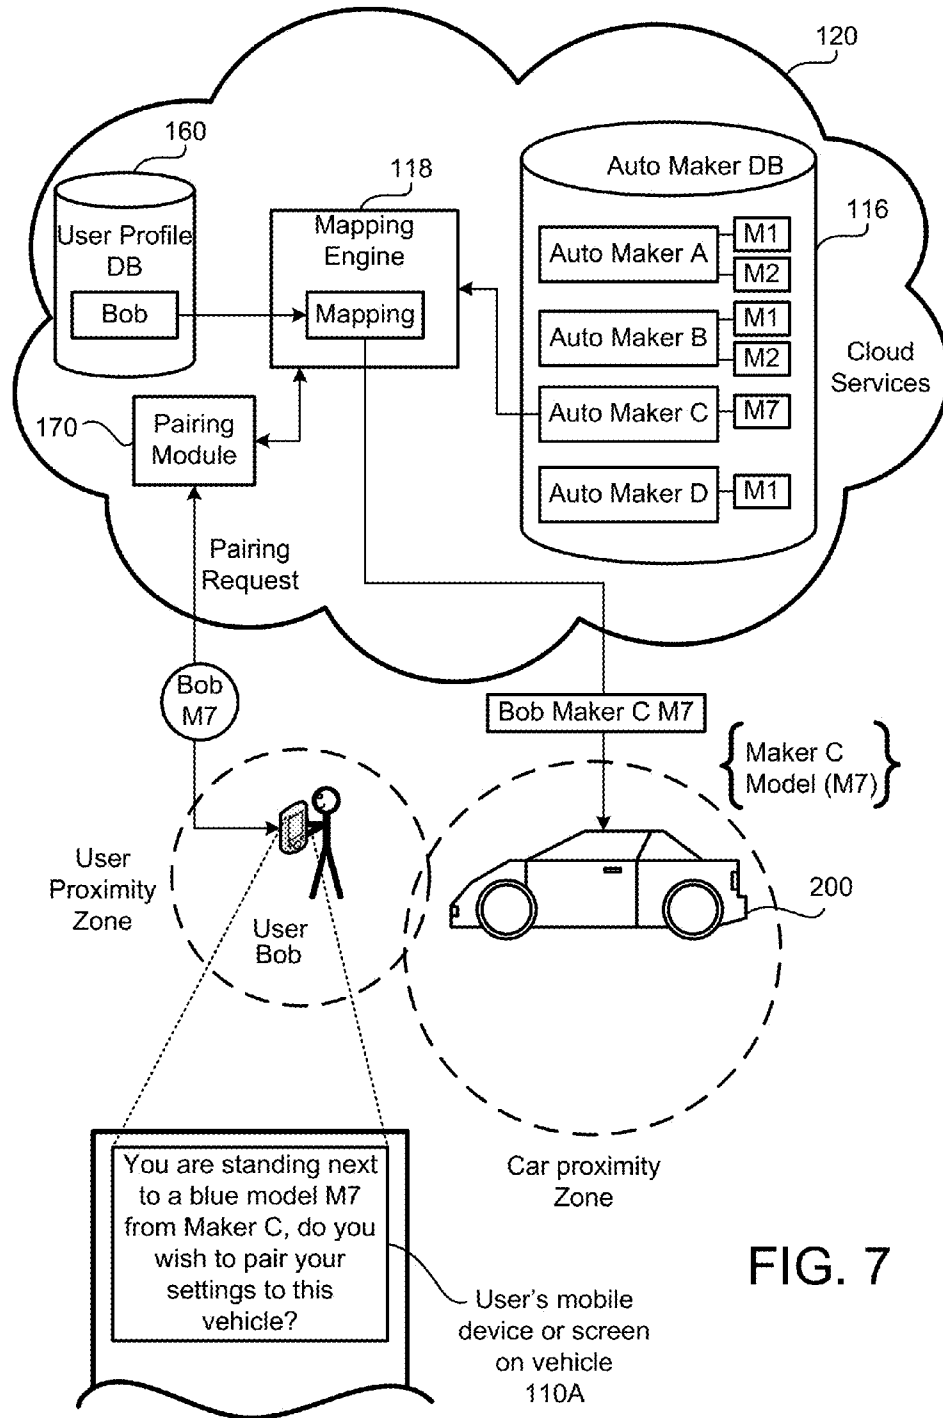 120
160
118
Auto Maker DB
116
User Profile
DB
Bob
Mapping
Engine
Mapping
Auto Maker A
M1
M2
Auto Maker B
M1
M2
Auto Maker C
M7
Auto Maker D
M1
Cloud
Services
170
Pairing
Module
Pairing
Request
Bob
M7
Bob Maker C M7
Maker C
Model (M7)
User
Proximity
Zone
User
Bob
200
Car proximity
Zone
You are standing next
to a blue model M7
from Maker C, do you
wish to pair your
settings to this
vehicle?
User's mobile
device or screen
on vehicle
110A
FIG. 7